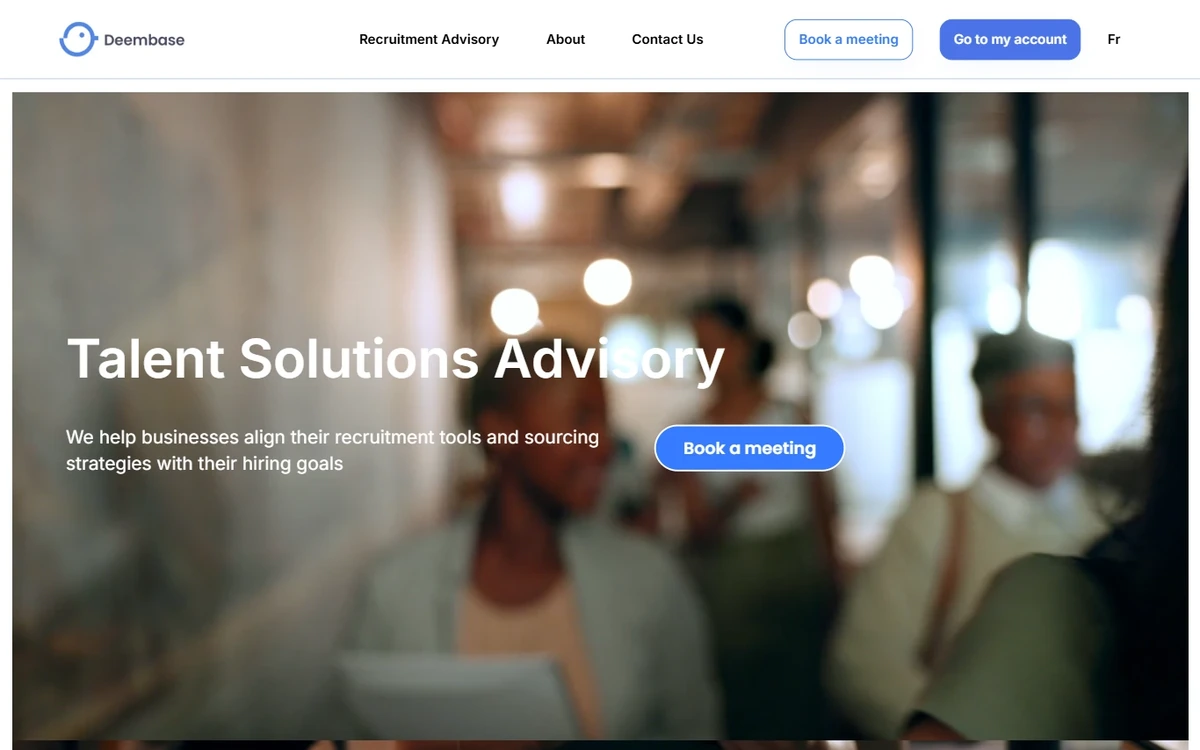 Deembase
Recruitment Advisory
About
Contact Us
Book a meeting
Go to my account
Fr
Talent Solutions Advisory
We help businesses align their recruitment tools and sourcing
strategies with their hiring goals
Book a meeting